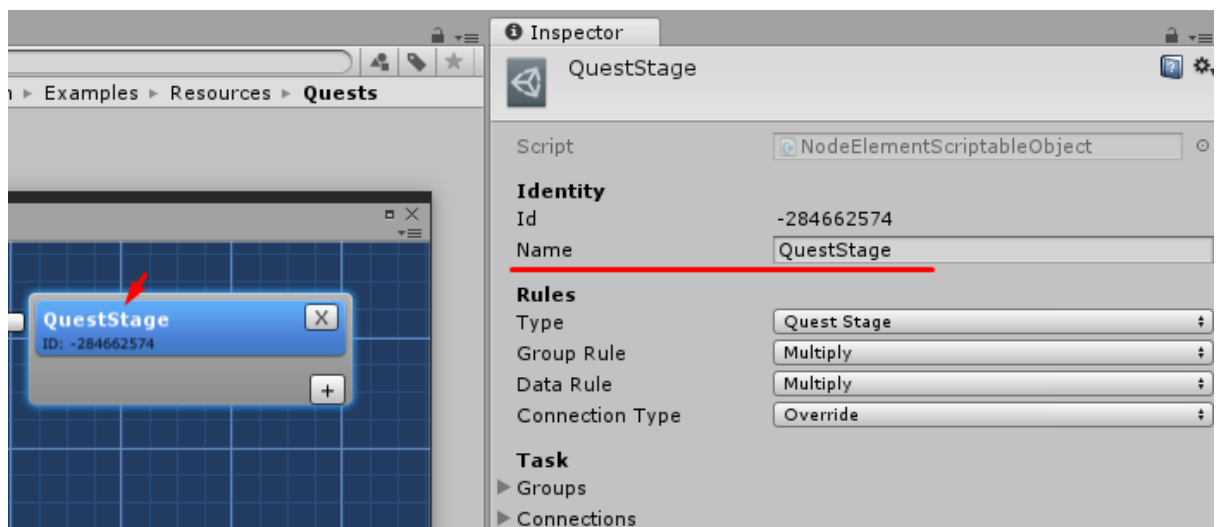 Inspector
QuestStage
Examples ▸ Resources ▸ Quests
Script NodeElementScriptableObject
Identity
Id -284662574
Name QuestStage
QuestStage X
ID: -284662574
+
Rules
Type Quest Stage
Group Rule Multiply
Data Rule Multiply
Connection Type Override
Task
Groups
Connections